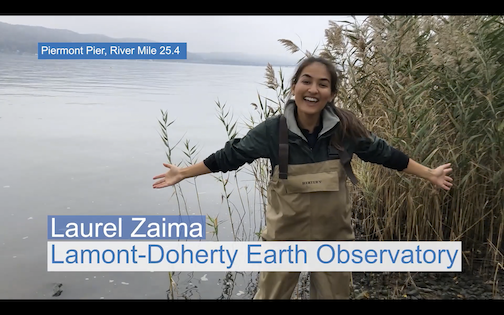 Piermont Pier, River Mile 25.4
Laurel Zaima
Lamont-Doherty Earth Observatory